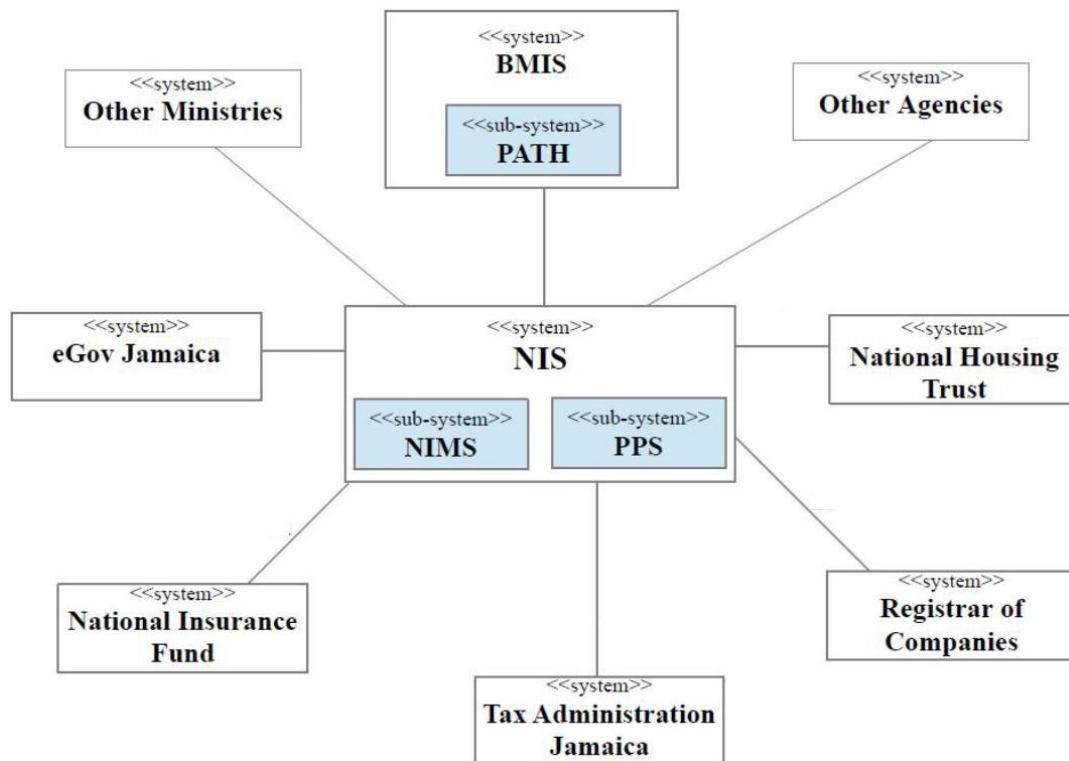 <<system>>
BMIS
<<sub-system>>
PATH
<<system>>
Other Ministries
<<system>>
Other Agencies
<<system>>
eGov Jamaica
<<system>>
NIS
<<sub-system>>
NIMS
<<sub-system>>
PPS
<<system>>
National Housing
Trust
<<system>>
National Insurance
Fund
<<system>>
Tax Administration
Jamaica
<<system>>
Registrar of
Companies